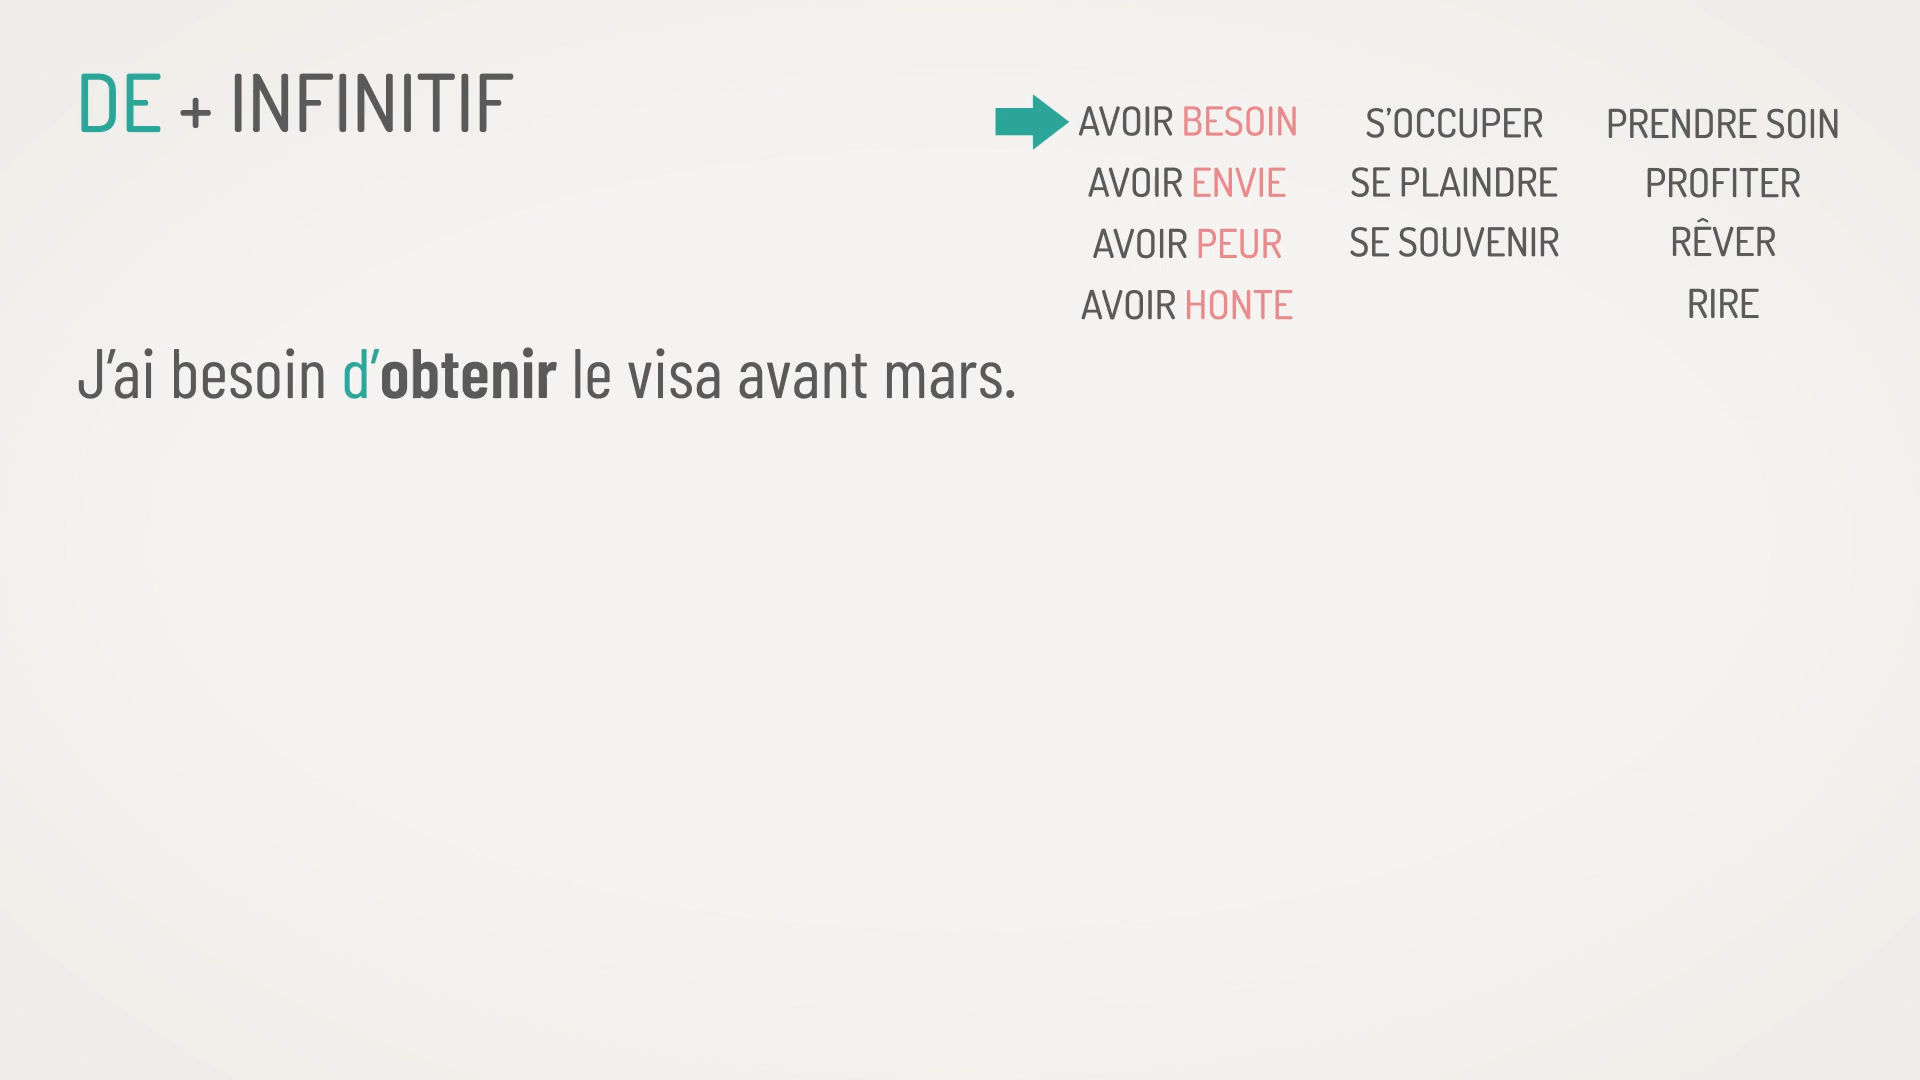 DE + INFINITIF
AVOIR BESOIN
AVOIR ENVIE
AVOIR PEUR
AVOIR HONTE
S’OCCUPER
SE PLAINDRE
SE SOUVENIR
PRENDRE SOIN
PROFITER
RÊVER
RIRE
J’ai besoin d’obtenir le visa avant mars.